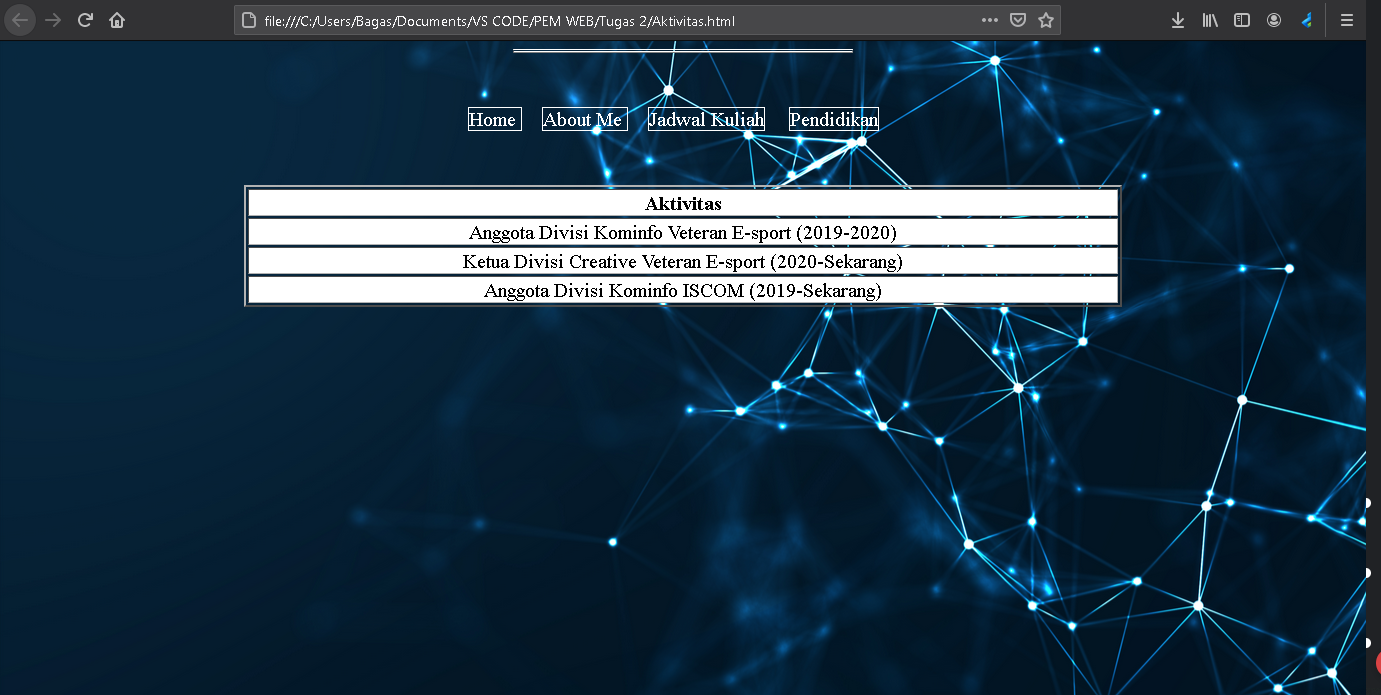 file:///C:/Users/Bagas/Documents/VS CODE/PEM WEB/Tugas 2/Aktivitas.html
Home About Me Jadwal Kuliah Pendidikan
Aktivitas
Anggota Divisi Kominfo Veteran E-sport (2019-2020)
Ketua Divisi Creative Veteran E-sport (2020-Sekarang)
Anggota Divisi Kominfo ISCOM (2019-Sekarang)